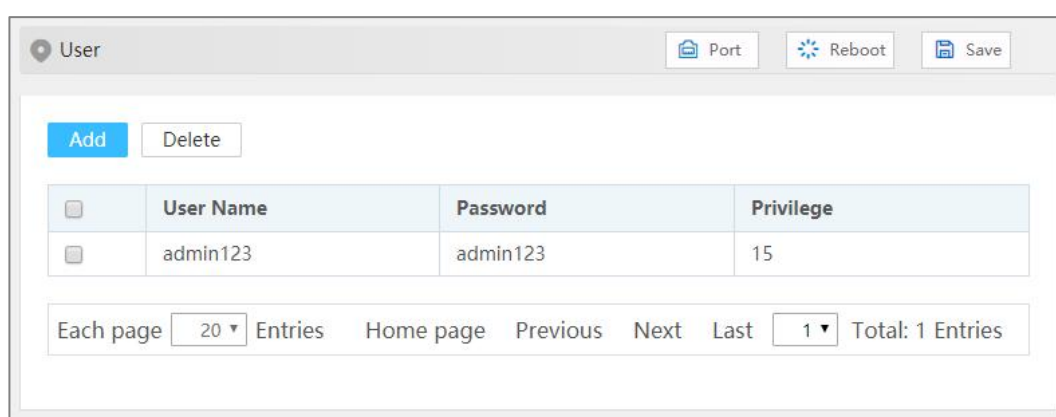 User Port Reboot Save
Add Delete
User Name Password Privilege
admin123 admin123 15
Each page 20 Entries Home page Previous Next Last 1 Total: 1 Entries